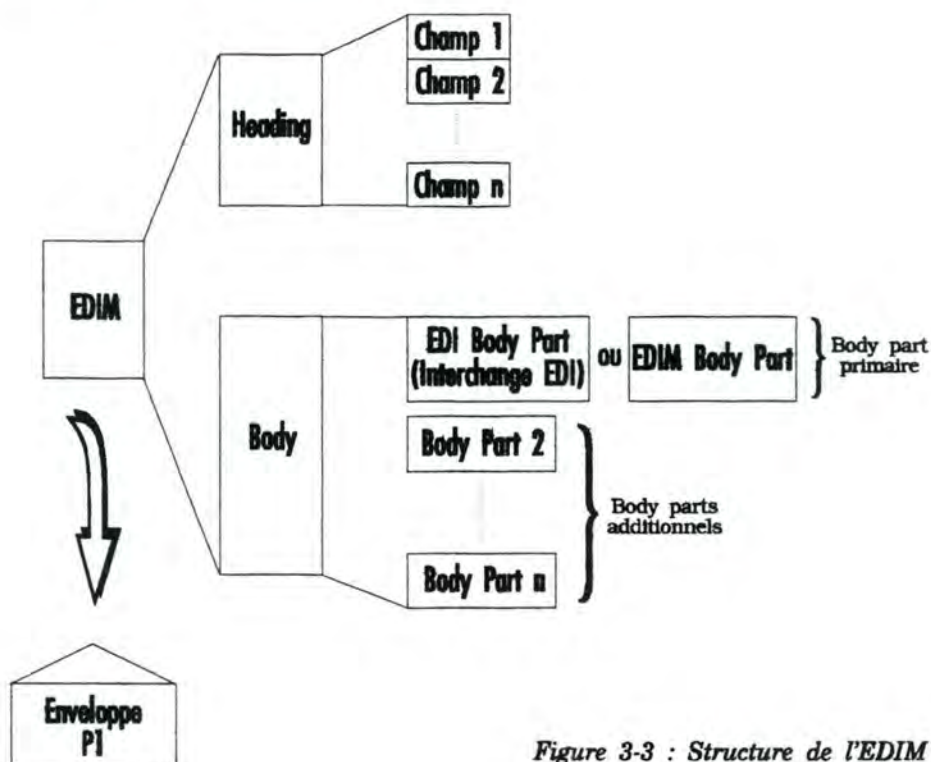 Champ 1
Champ 2
Heading
Champ n
EDIM
EDI Body Part
(Interchange EDI)
ou
EDIM Body Part
Body part
primaire
Body
Body Part 2
Body parts
additionnels
Body Part n
Enveloppe
P1
Figure 3-3 : Structure de l'EDIM